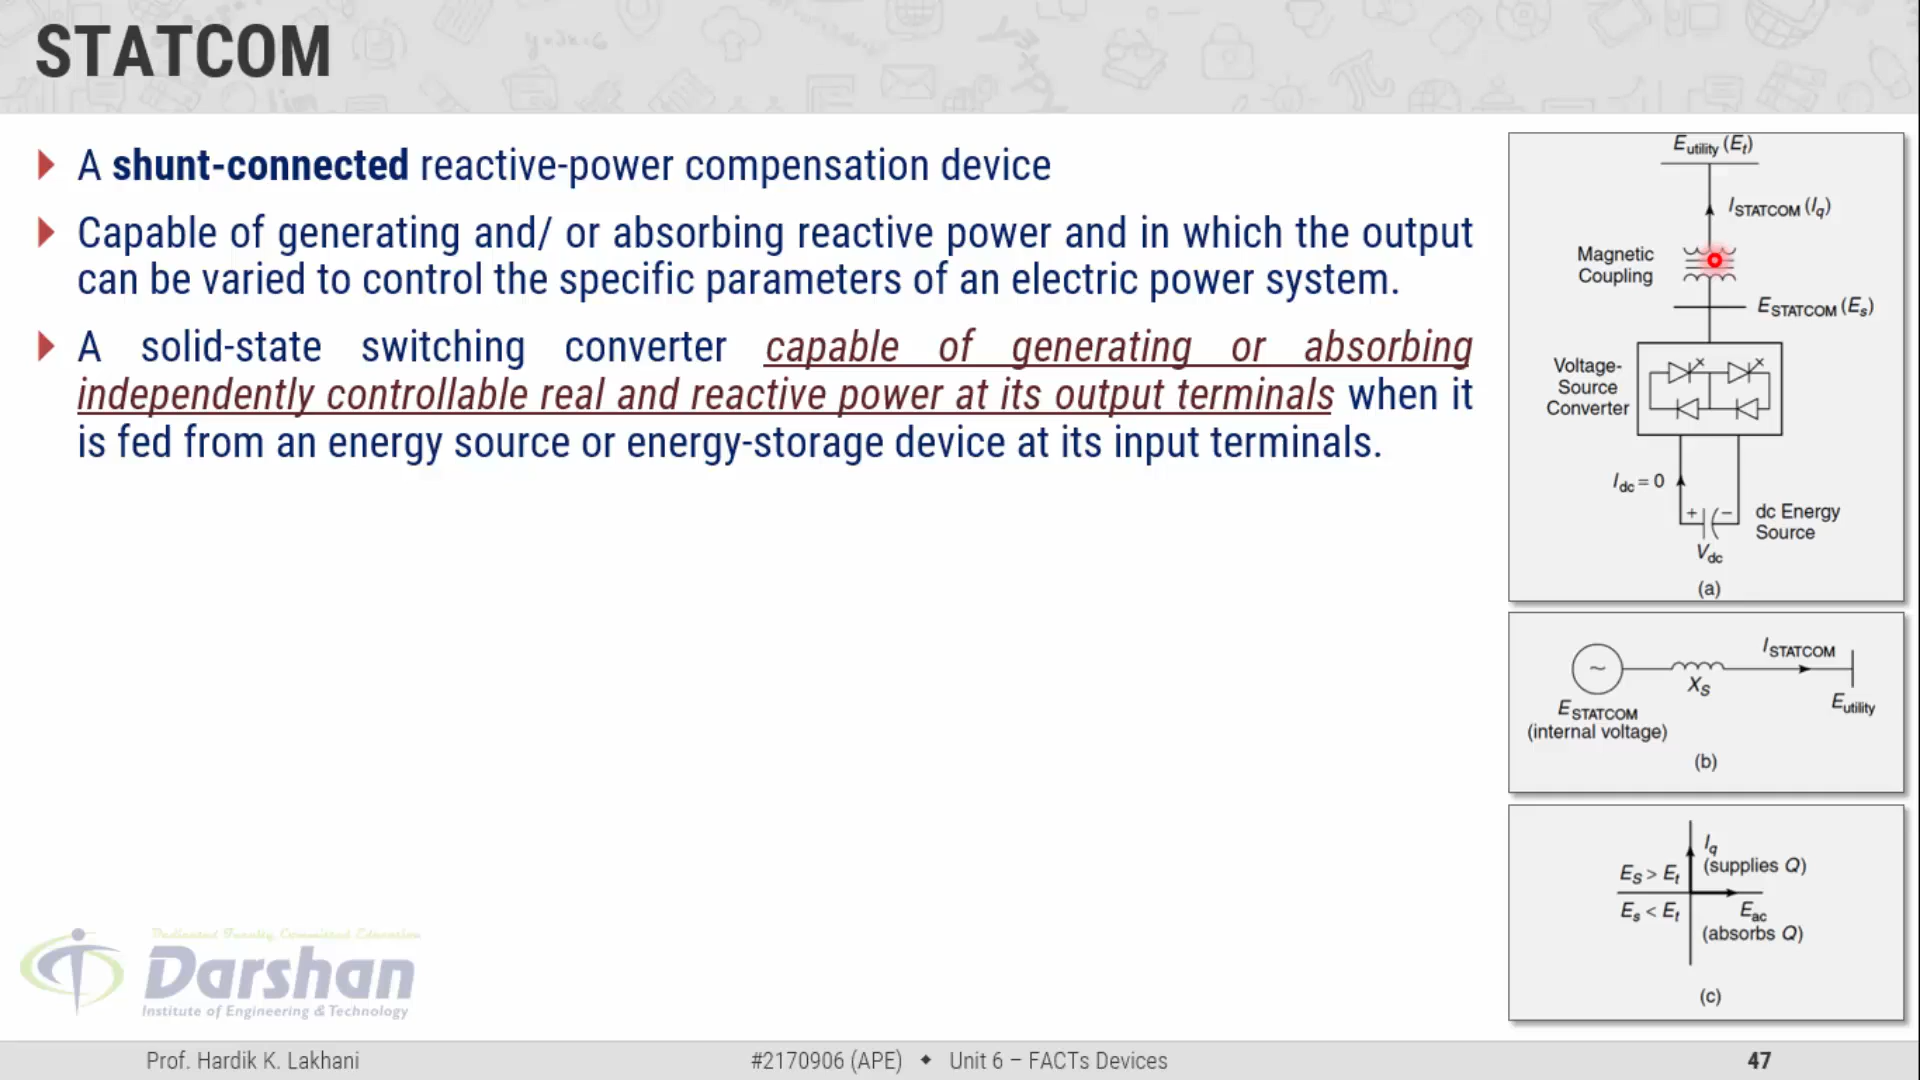 STATCOM
A shunt-connected reactive-power compensation device
Capable of generating and/ or absorbing reactive power and in which the output
can be varied to control the specific parameters of an electric power system.
A solid-state switching converter capable of generating or absorbing
independently controllable real and reactive power at its output terminals when it
is fed from an energy source or energy-storage device at its input terminals.
Eutility (Et)
ISTATCOM (Iq)
Magnetic
Coupling
ESTATCOM (Es)
Voltage-
Source
Converter
Idc = 0
+ −
dc Energy
Source
Vdc
(a)
ISTATCOM
~
XS
ESTATCOM
(internal voltage)
Eutility
(b)
Iq
(supplies Q)
ES > Et
Es < Et
Eac
(absorbs Q)
(c)
Dedicated Faculty, Committed Education
Darshan
Institute of Engineering & Technology
Prof. Hardik K. Lakhani
#2170906 (APE) ◆ Unit 6 – FACTs Devices
47